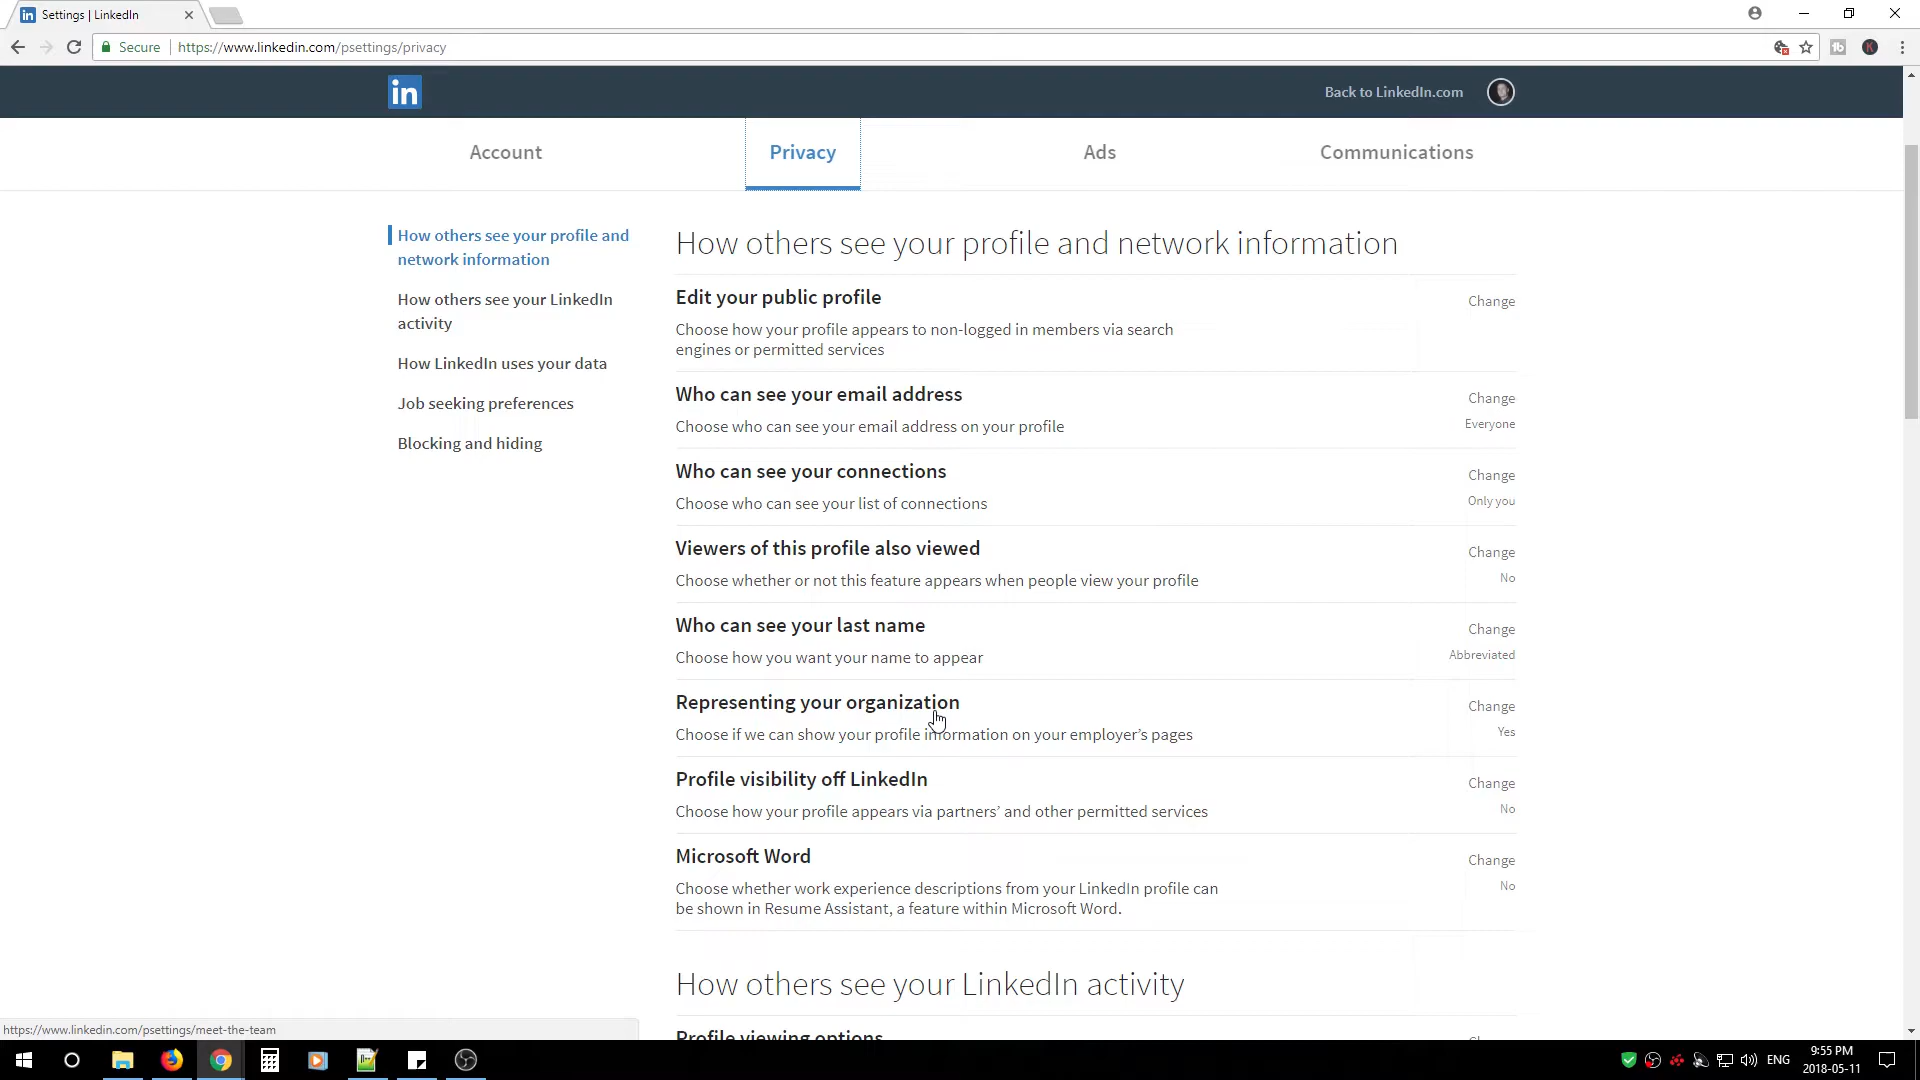 Settings | LinkedIn
Secure
https://www.linkedin.com/psettings/privacy
in
Back to LinkedIn.com
Account
Privacy
Ads
Communications
How others see your profile and
network information
How others see your LinkedIn
activity
How LinkedIn uses your data
Job seeking preferences
Blocking and hiding
How others see your profile and network information
Edit your public profile
Change
Choose how your profile appears to non-logged in members via search
engines or permitted services
Who can see your email address
Change
Choose who can see your email address on your profile
Everyone
Who can see your connections
Change
Choose who can see your list of connections
Only you
Viewers of this profile also viewed
Change
Choose whether or not this feature appears when people view your profile
No
Who can see your last name
Change
Choose how you want your name to appear
Abbreviated
Representing your organization
Change
Choose if we can show your profile information on your employer’s pages
Yes
Profile visibility off LinkedIn
Change
Choose how your profile appears via partners’ and other permitted services
No
Microsoft Word
Change
Choose whether work experience descriptions from your LinkedIn profile can
be shown in Resume Assistant, a feature within Microsoft Word.
No
How others see your LinkedIn activity
Profile viewing options
https://www.linkedin.com/psettings/meet-the-team
ENG
9:55 PM
2018-05-11